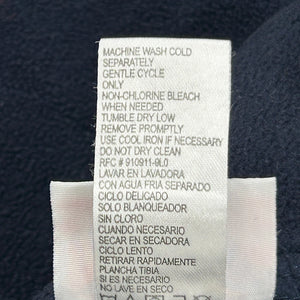 MACHINE WASH COLD
SEPARATELY
GENTLE CYCLE
ONLY
NON-CHLORINE BLEACH
WHEN NEEDED
TUMBLE DRY LOW
REMOVE PROMPTLY
USE COOL IRON IF NECESSARY
DO NOT DRY CLEAN
RFC # 910911-9L0
LAVAR EN LAVADORA
CON AGUA FRIA SEPARADO
CICLO DELICADO
SOLO BLANQUEADOR
SIN CLORO
CUANDO NECESARIO
SECAR EN SECADORA
CICLO LENTO
RETIRAR RAPIDAMENTE
PLANCHA TIBIA
SI ES NECESARIO
NO LAVE EN SECO